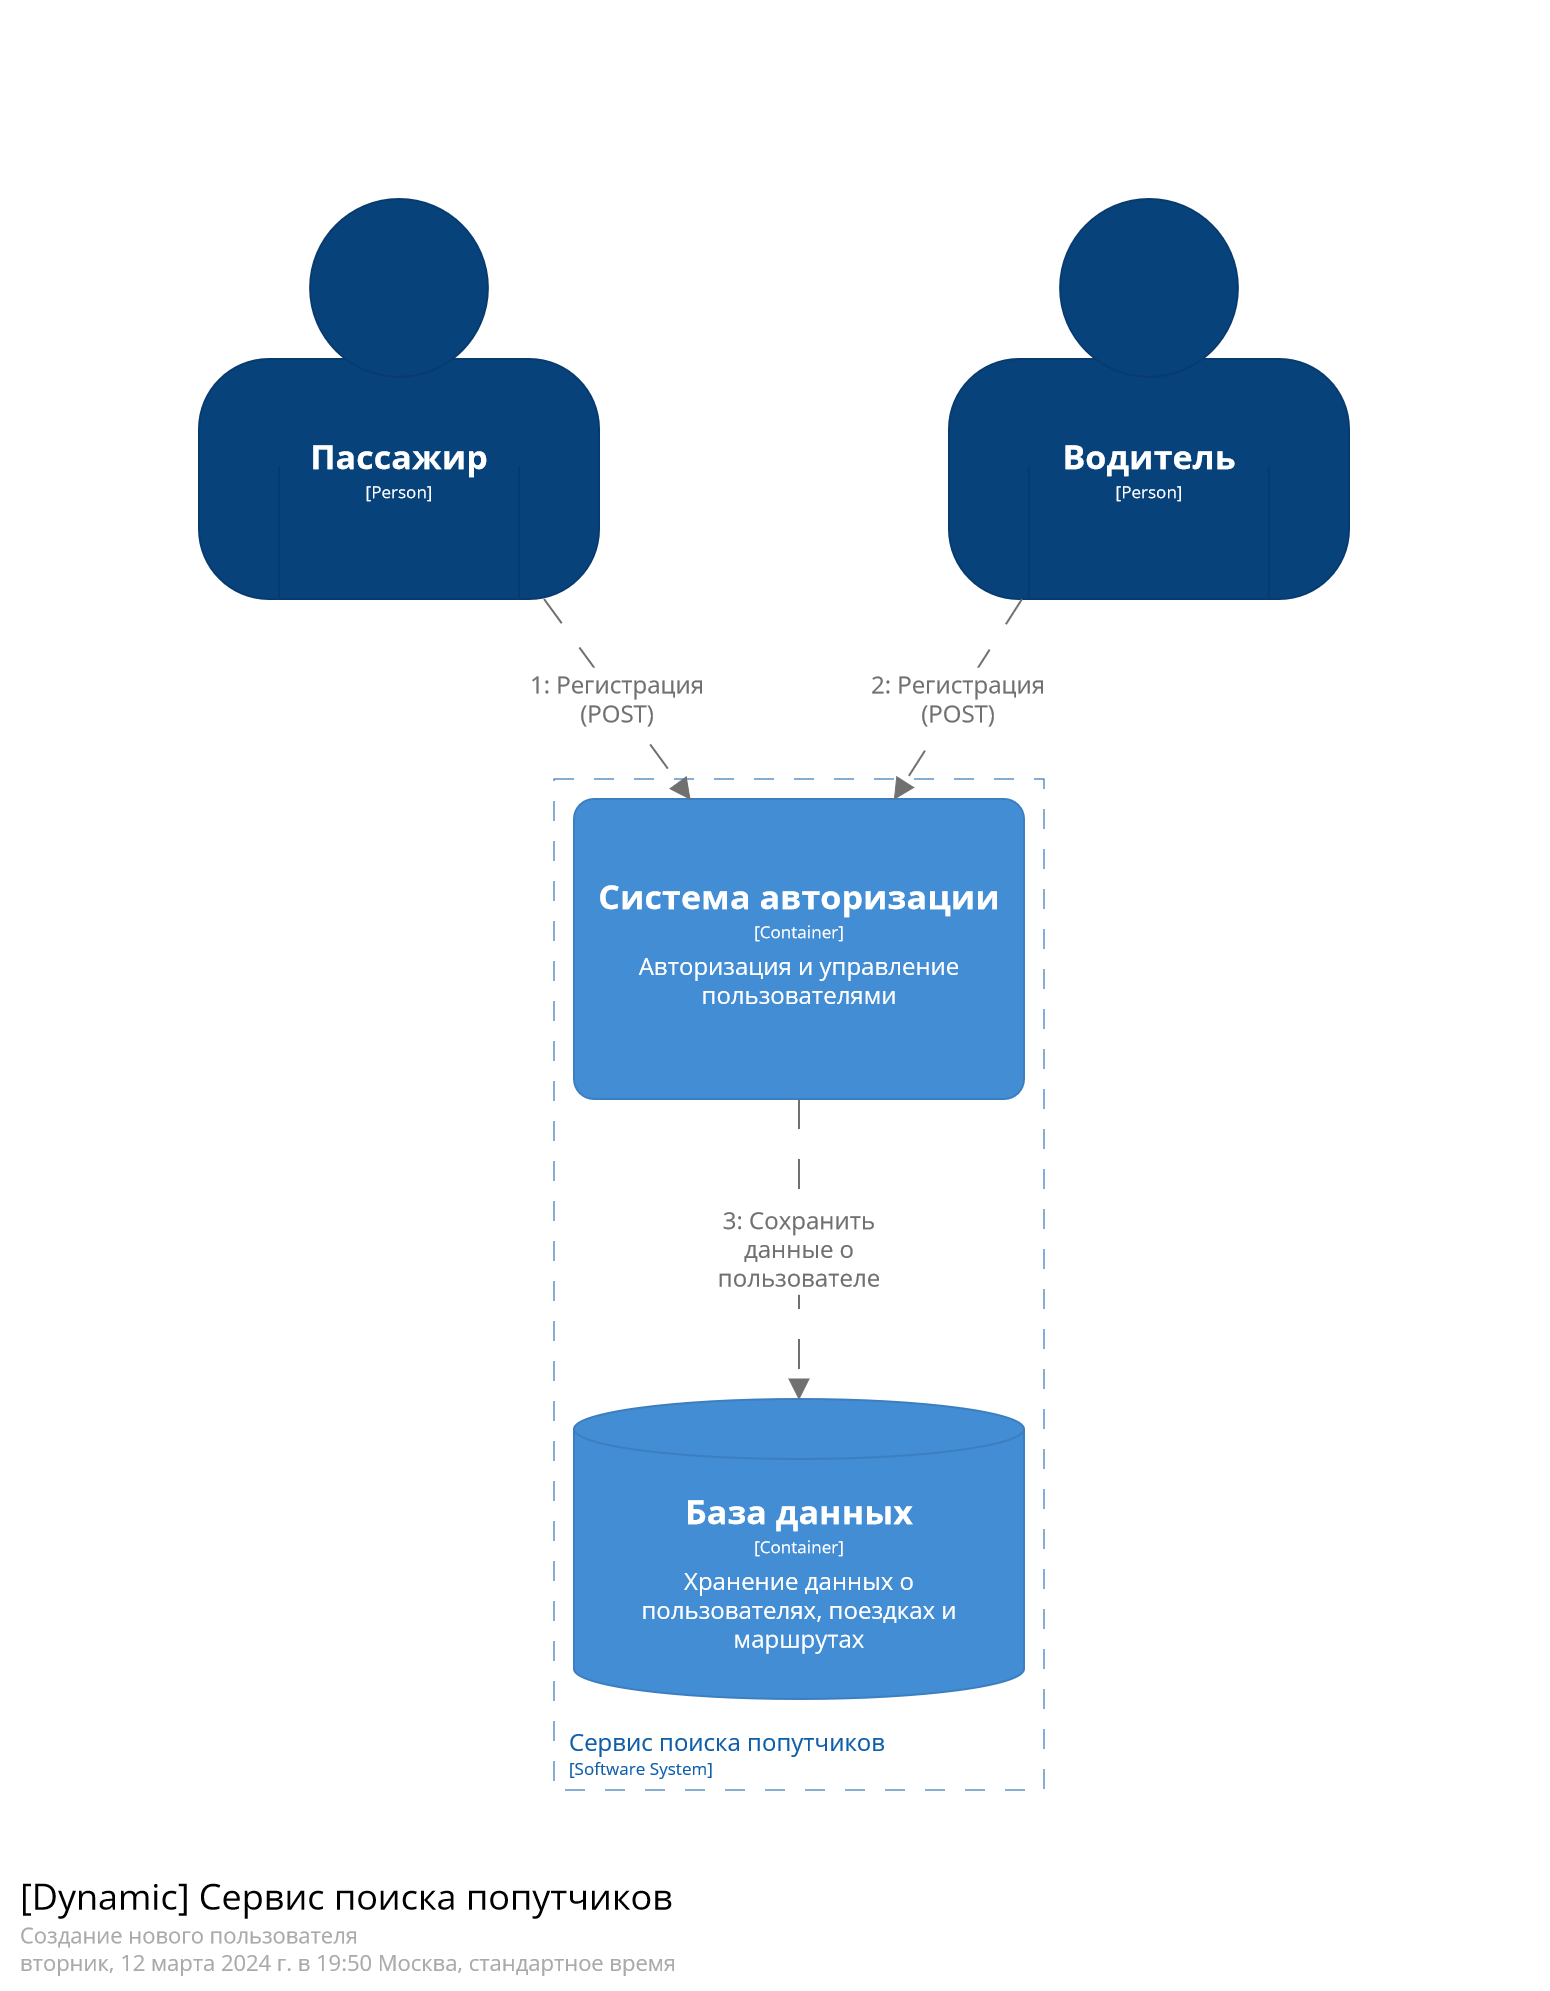 Пассажир
[Person]
Водитель
[Person]
1: Регистрация
(POST)
2: Регистрация
(POST)
Система авторизации
[Container]
Авторизация и управление
пользователями
3: Сохранить
данные о
пользователе
База данных
[Container]
Хранение данных о
пользователях, поездках и
маршрутах
Сервис поиска попутчиков
[Software System]
[Dynamic] Сервис поиска попутчиков
Создание нового пользователя
вторник, 12 марта 2024 г. в 19:50 Москва, стандартное время